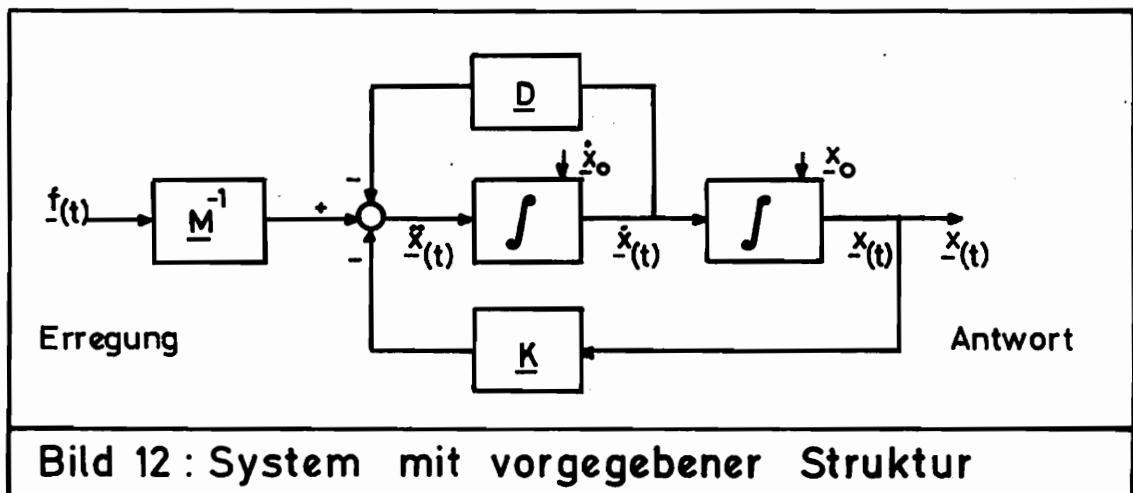 D
ẋ₀
x₀
f(t)
M⁻¹
+
-
-
∫
∫
ẍ(t)
ẋ(t)
x(t)
x(t)
Erregung
K
Antwort
Bild 12 : System mit vorgegebener Struktur